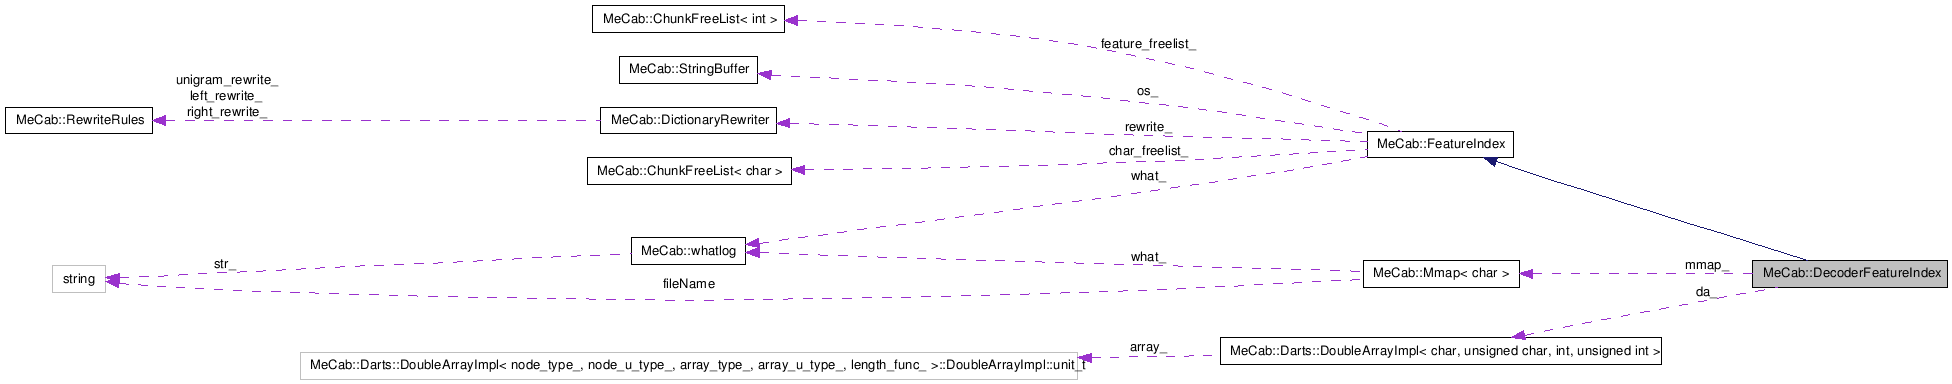 MeCab::ChunkFreeList< int >
feature_freelist_
MeCab::StringBuffer
unigram_rewrite_
left_rewrite_
right_rewrite_
os_
MeCab::RewriteRules
MeCab::DictionaryRewriter
rewrite_
MeCab::FeatureIndex
char_freelist_
MeCab::ChunkFreeList< char >
what_
MeCab::whatlog
str_
what_
string
fileName
MeCab::Mmap< char >
mmap_
MeCab::DecoderFeatureIndex
da_
array_
MeCab::Darts::DoubleArrayImpl< char, unsigned char, int, unsigned int >
MeCab::Darts::DoubleArrayImpl< node_type_, node_u_type_, array_type_, array_u_type_, length_func_ >::DoubleArrayImpl::unit_t